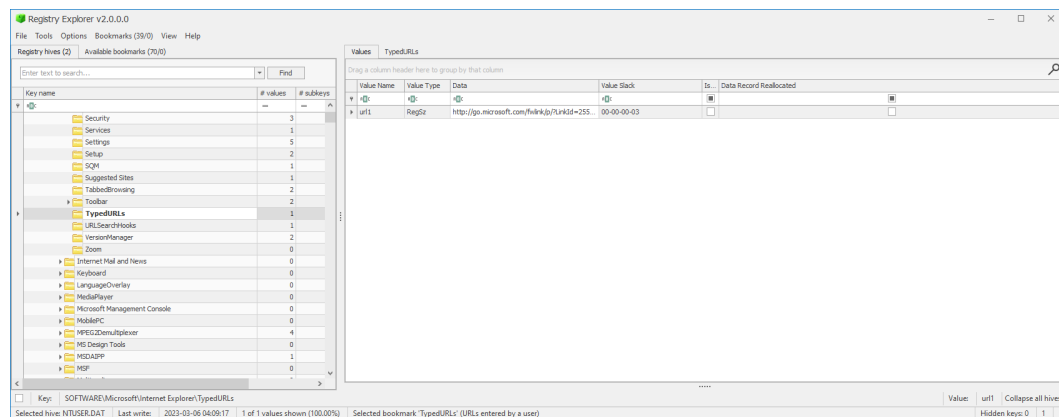 Registry Explorer v2.0.0.0
File Tools Options Bookmarks (39/0) View Help
Registry hives (2) Available bookmarks (70/0)
Enter text to search... Find
Key name # values # subkeys
Security 3
Services 1
Settings 5
Setup 2
SQM 1
Suggested Sites 1
TabbedBrowsing 2
Toolbar 2
TypedURLs 1
URLSearchHooks 1
VersionManager 2
Zoom 0
Internet Mail and News 0
Keyboard 0
LanguageOverlay 0
MediaPlayer 0
Microsoft Management Console 0
MobilePC 0
MPEG2Demultiplexer 4
MS Design Tools 0
MSDAIPP 1
MSF 0
Values TypedURLs
Drag a column header here to group by that column
Value Name Value Type Data Value Slack Is... Data Record Reallocated
url1 RegSz http://go.microsoft.com/fwlink/p/?LinkId=255... 00-00-00-03
Key: SOFTWARE\Microsoft\Internet Explorer\TypedURLs Value: url1 Collapse all hives
Selected hive: NTUSER.DAT Last write: 2023-03-06 04:09:17 1 of 1 values shown (100.00%) Selected bookmark 'TypedURLs' (URLs entered by a user) Hidden keys: 0 1